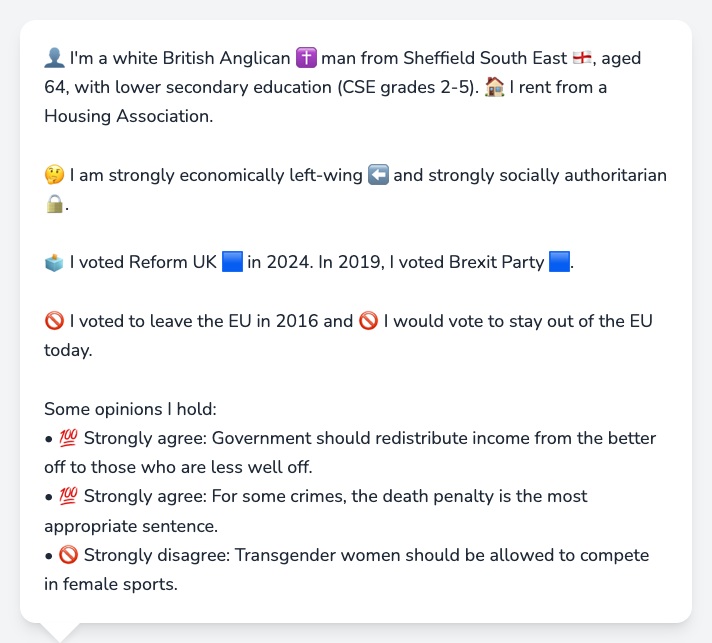 👤 I'm a white British Anglican ✝️ man from Sheffield South East 🏴󠁧󠁢󠁥󠁮󠁧󠁿, aged
64, with lower secondary education (CSE grades 2-5). 🏠 I rent from a
Housing Association.
🤔 I am strongly economically left-wing ⬅️ and strongly socially authoritarian
🔒.
🗳️ I voted Reform UK 🟦 in 2024. In 2019, I voted Brexit Party 🟦.
🚫 I voted to leave the EU in 2016 and 🚫 I would vote to stay out of the EU
today.
Some opinions I hold:
• 💯 Strongly agree: Government should redistribute income from the better
off to those who are less well off.
• 💯 Strongly agree: For some crimes, the death penalty is the most
appropriate sentence.
• 🚫 Strongly disagree: Transgender women should be allowed to compete
in female sports.